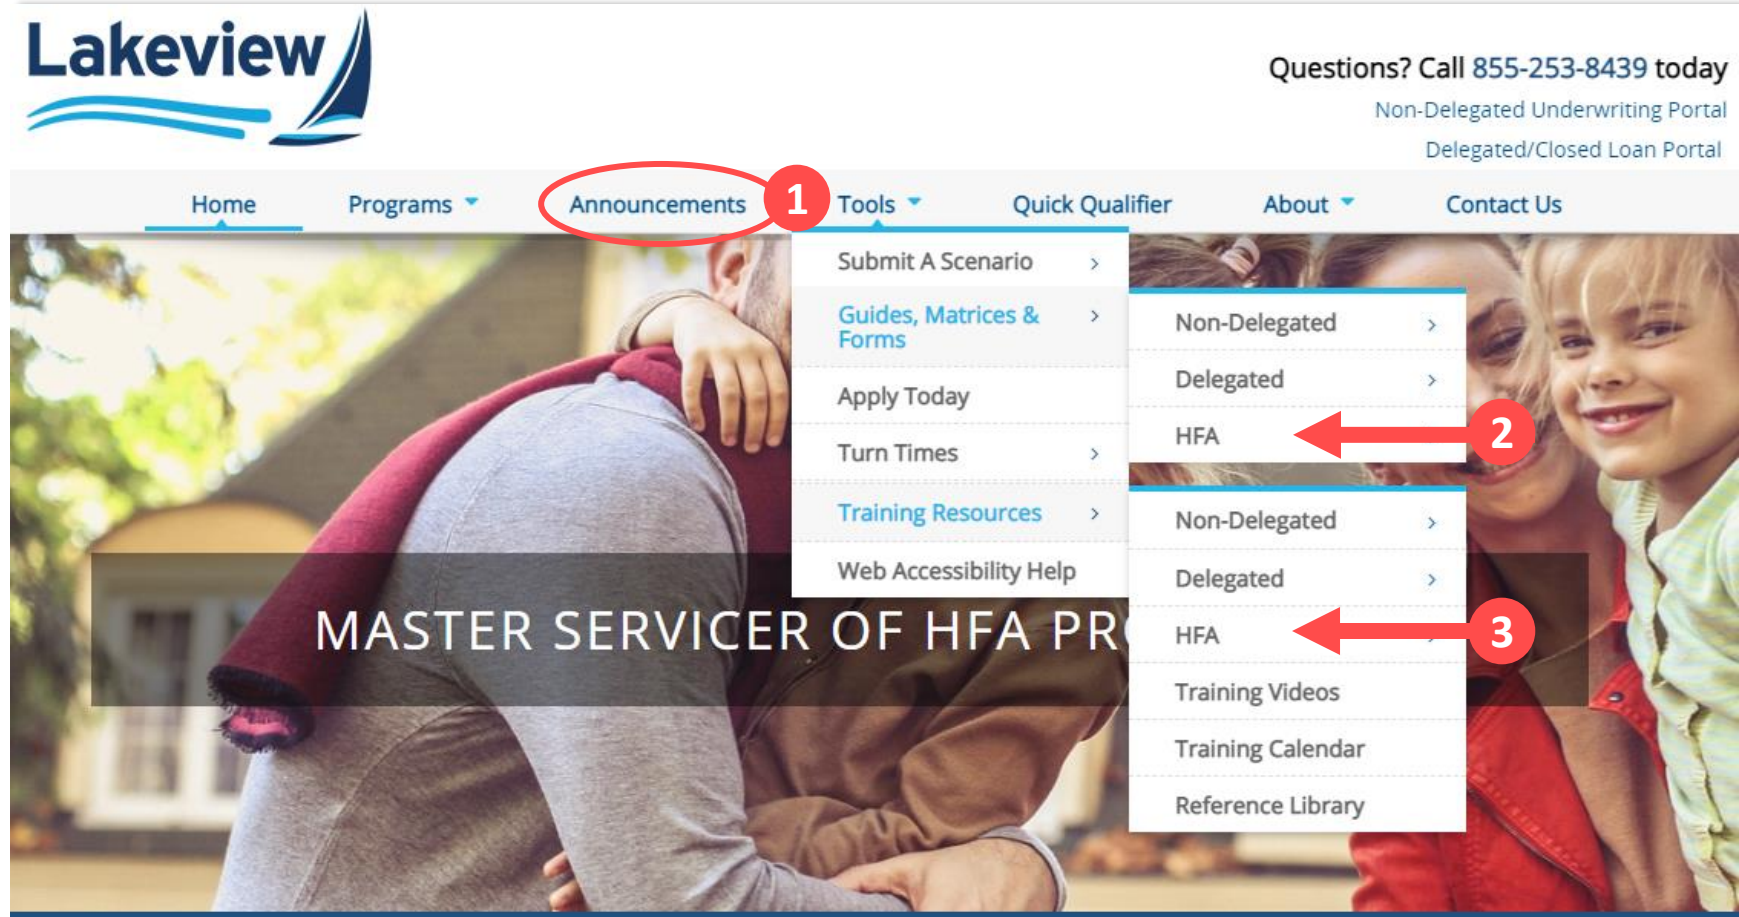 Lakeview
Questions? Call 855-253-8439 today
Non-Delegated Underwriting Portal
Delegated/Closed Loan Portal
Home Programs Announcements 1 Tools Quick Qualifier About Contact Us
Submit A Scenario
Guides, Matrices &
Forms
Apply Today
Turn Times
Training Resources
Web Accessibility Help
Non-Delegated
Delegated
HFA 2
Non-Delegated
Delegated
HFA 3
Training Videos
Training Calendar
Reference Library
MASTER SERVICER OF HFA